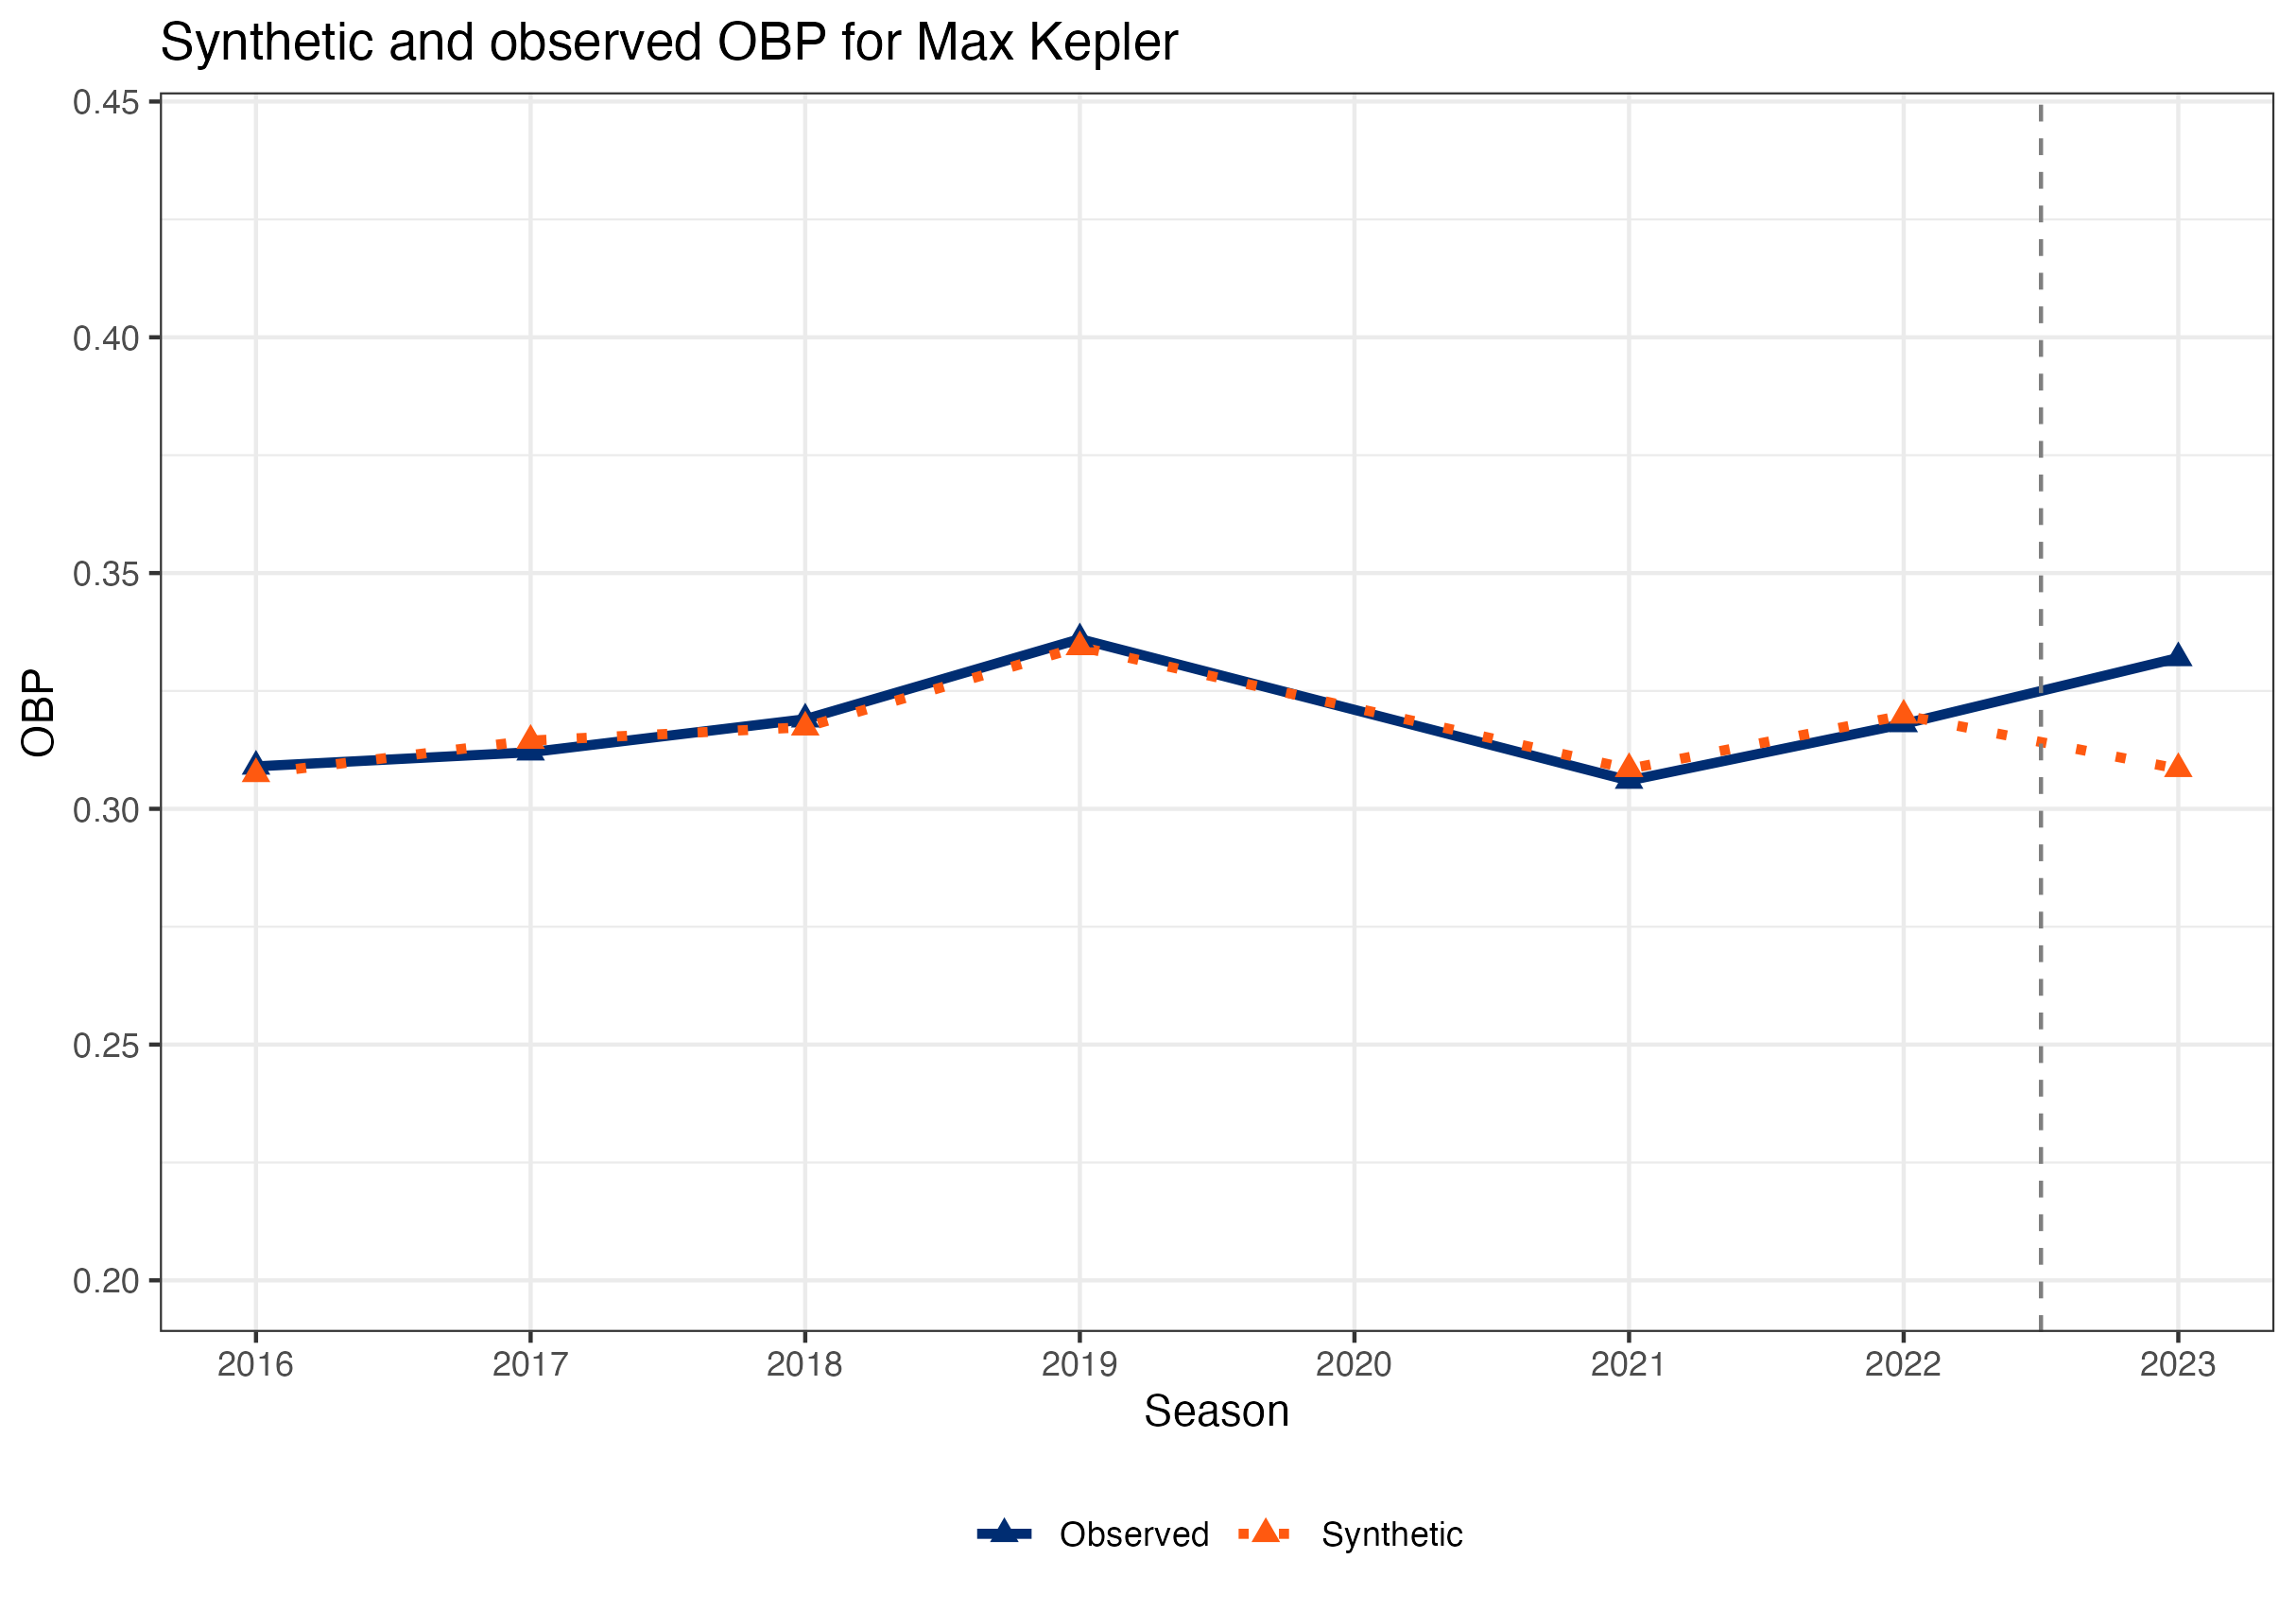 Synthetic and observed OBP for Max Kepler
0.45
0.40
0.35
0.30
0.25
0.20
OBP
2016 2017 2018 2019 2020 2021 2022 2023
Season
Observed Synthetic